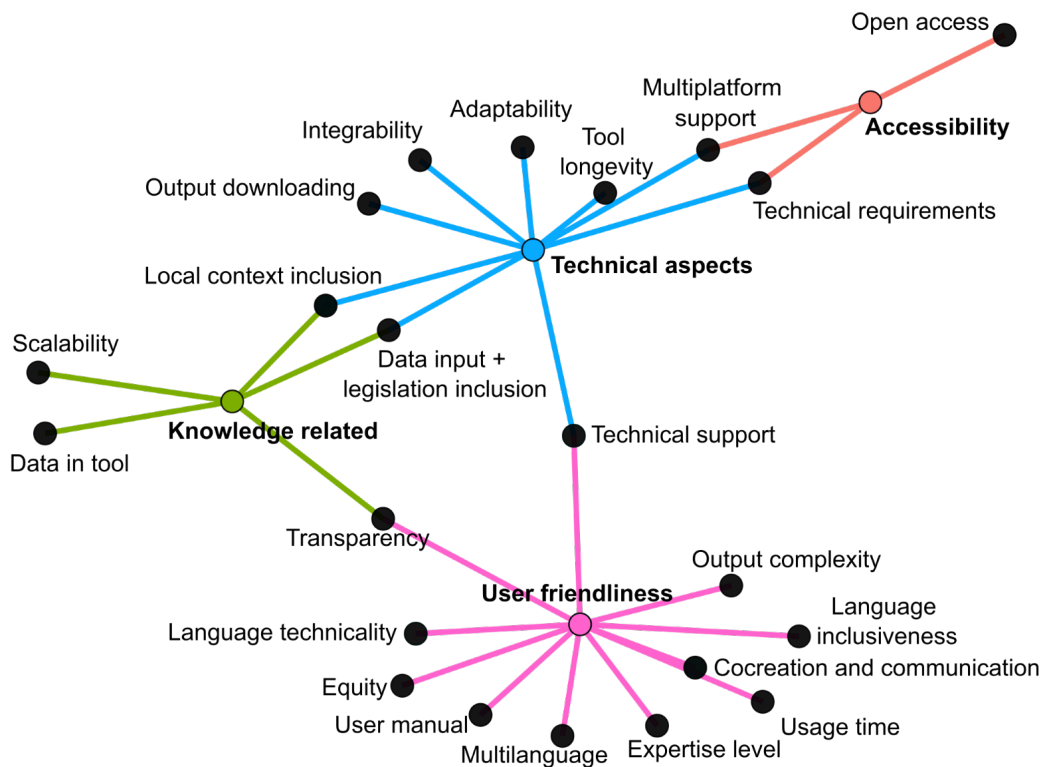 Open access
Multiplatform
support
Accessibility
Adaptability
Integrability
Tool
longevity
Output downloading
Technical requirements
Technical aspects
Local context inclusion
Scalability
Data input +
legislation inclusion
Knowledge related
Technical support
Data in tool
Transparency
Output complexity
User friendliness
Language
inclusiveness
Language technicality
Cocreation and communication
Equity
User manual
Usage time
Multilanguage
Expertise level